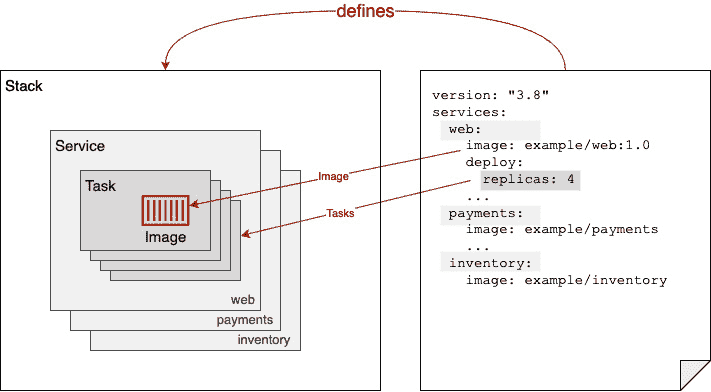 defines
Stack
Service
Task
Image
web
payments
inventory
Image
Tasks
version: "3.8"
services:
web:
image: example/web:1.0
deploy:
replicas: 4
...
payments:
image: example/payments
...
inventory:
image: example/inventory